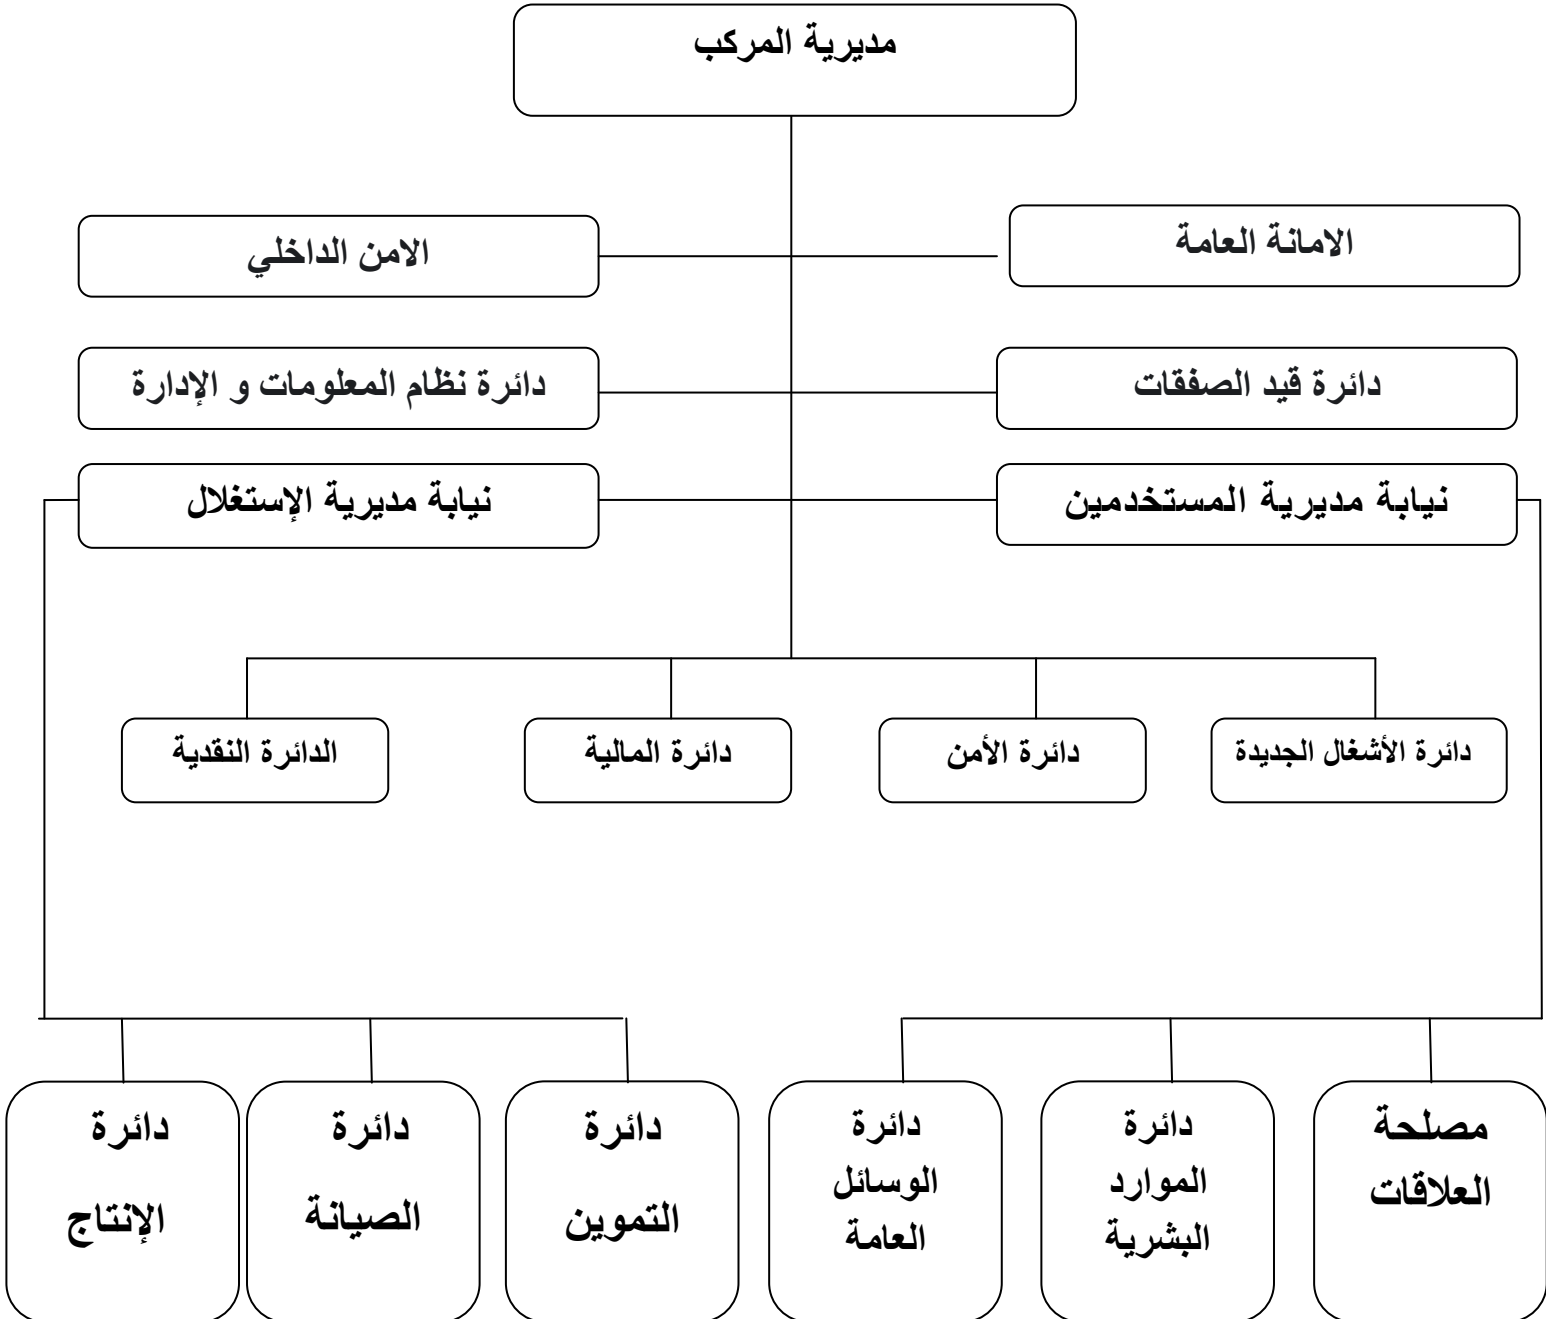 مديرية المركب
الامانة العامة
الامن الداخلي
دائرة قيد الصفقات
دائرة نظام المعلومات و الإدارة
نيابة مديرية المستخدمين
نيابة مديرية الإستغلال
دائرة الأشغال الجديدة
دائرة الأمن
دائرة المالية
الدائرة النقدية
مصلحة
العلاقات
دائرة
الموارد
البشرية
دائرة
الوسائل
العامة
دائرة
التموين
دائرة
الصيانة
دائرة
الإنتاج